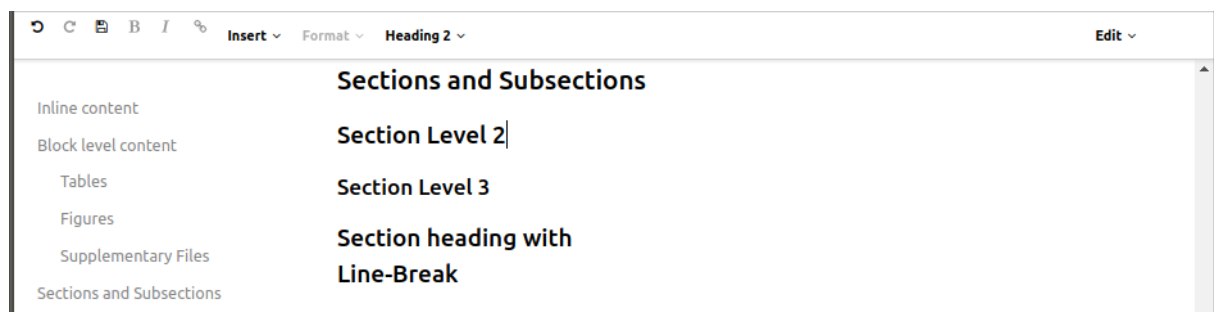 B I Insert Format Heading 2 Edit
Inline content
Block level content
Tables
Figures
Supplementary Files
Sections and Subsections
Sections and Subsections
Section Level 2
Section Level 3
Section heading with
Line-Break